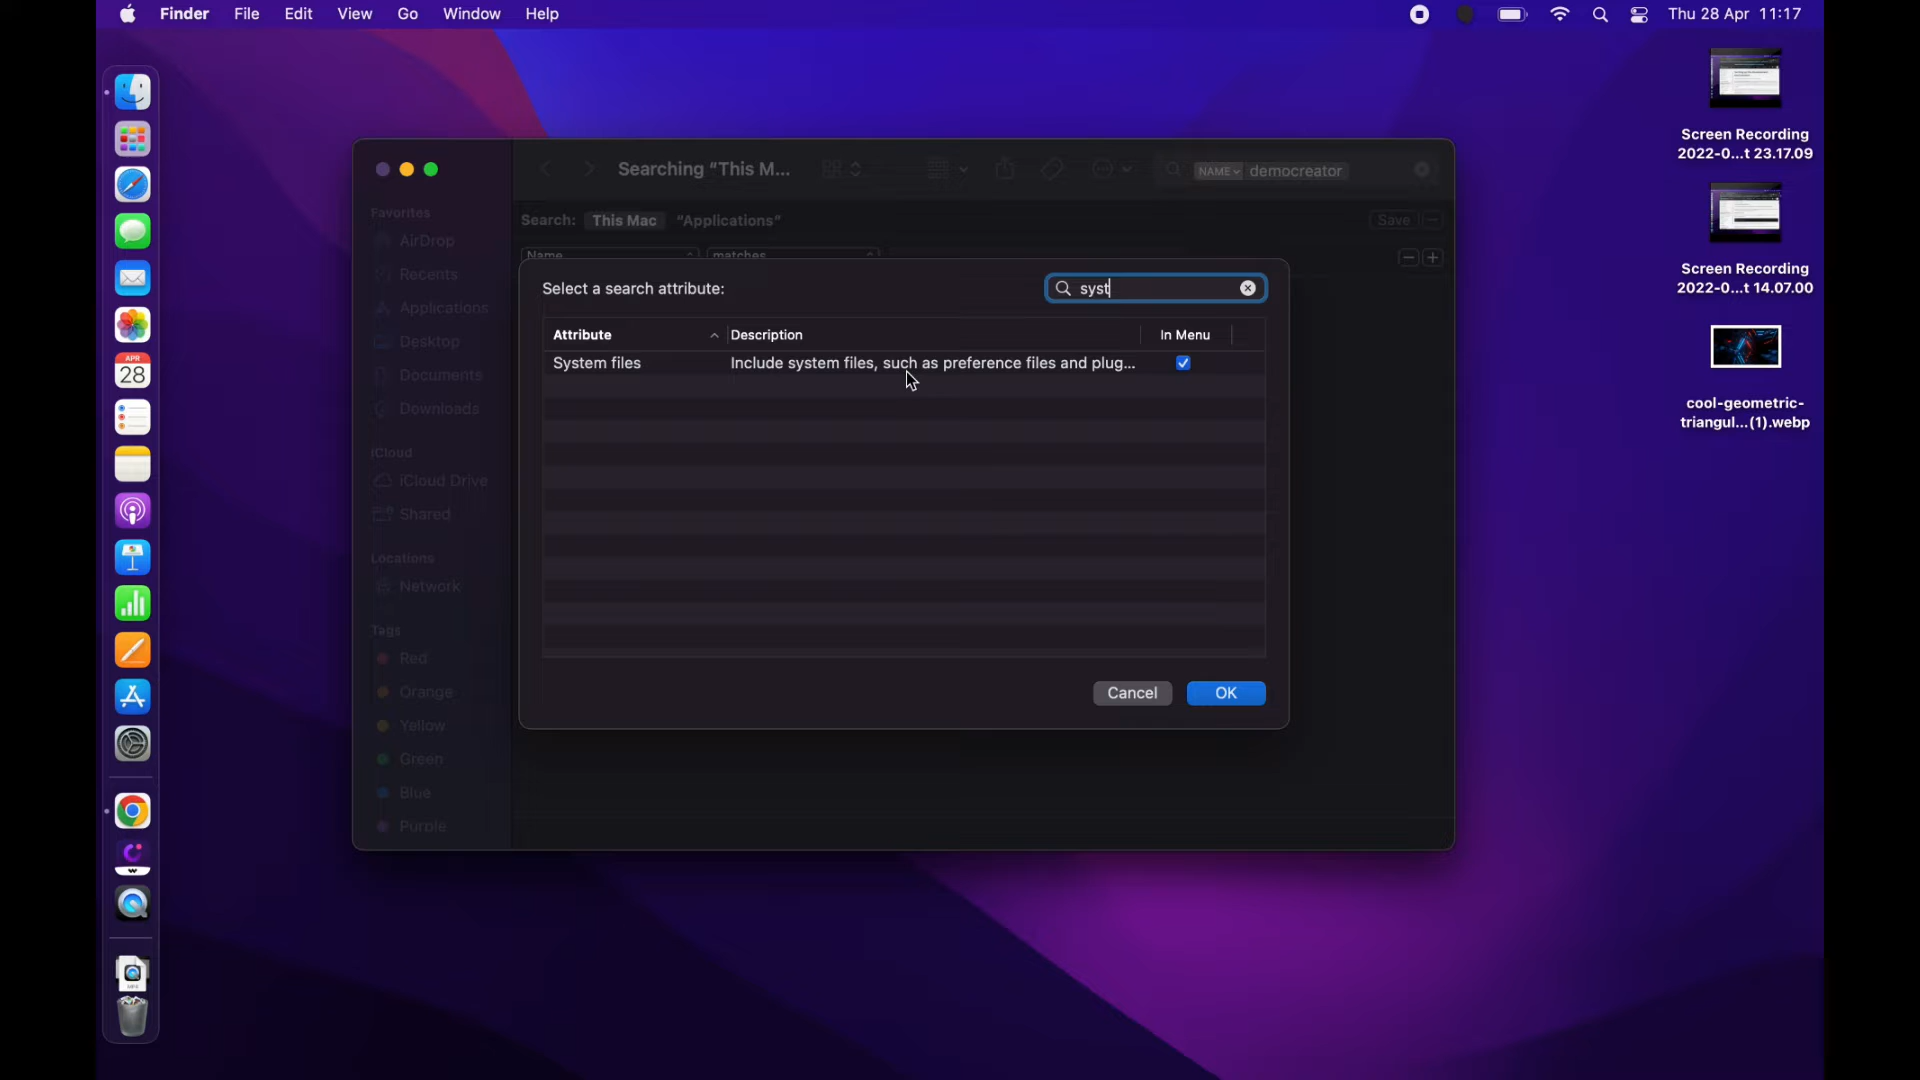 Finder File Edit View Go Window Help
Thu 28 Apr 11:17
APR
28
Searching “This M...
NAME democreator
Favorites
AirDrop
Recents
Applications
Desktop
Documents
Downloads
iCloud
iCloud Drive
Shared
Locations
Network
Tags
Red
Orange
Yellow
Green
Blue
Purple
Search: This Mac “Applications” Save
Name matches
Select a search attribute:
syst
Attribute Description In Menu
System files Include system files, such as preference files and plug...
Cancel OK
Screen Recording
2022-0...t 23.17.09
Screen Recording
2022-0...t 14.07.00
cool-geometric-
triangul...(1).webp